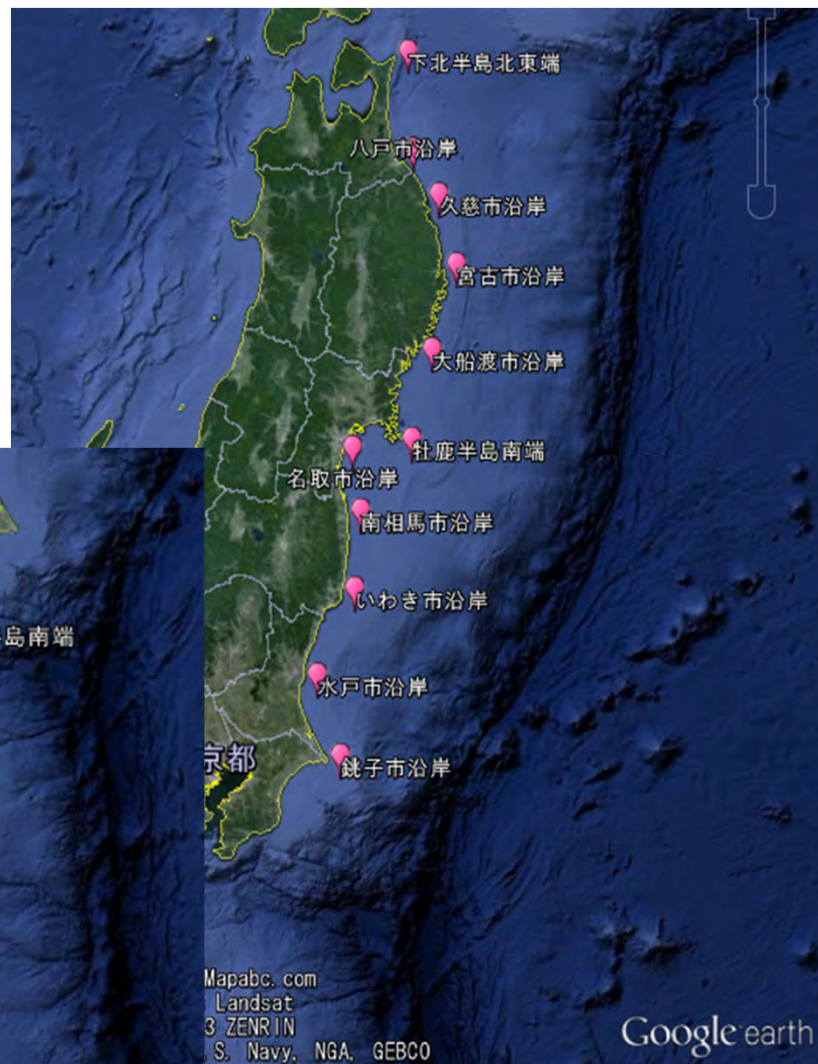 下北半島北東端
八戸市沿岸
久慈市沿岸
宮古市沿岸
大船渡市沿岸
牡鹿半島南端
名取市沿岸
南相馬市沿岸
いわき市沿岸
島南端
水戸市沿岸
京都
銚子市沿岸
Mapabc.com
Landsat
3 ZENRIN
S. Navy, NGA, GEBCO
Google earth